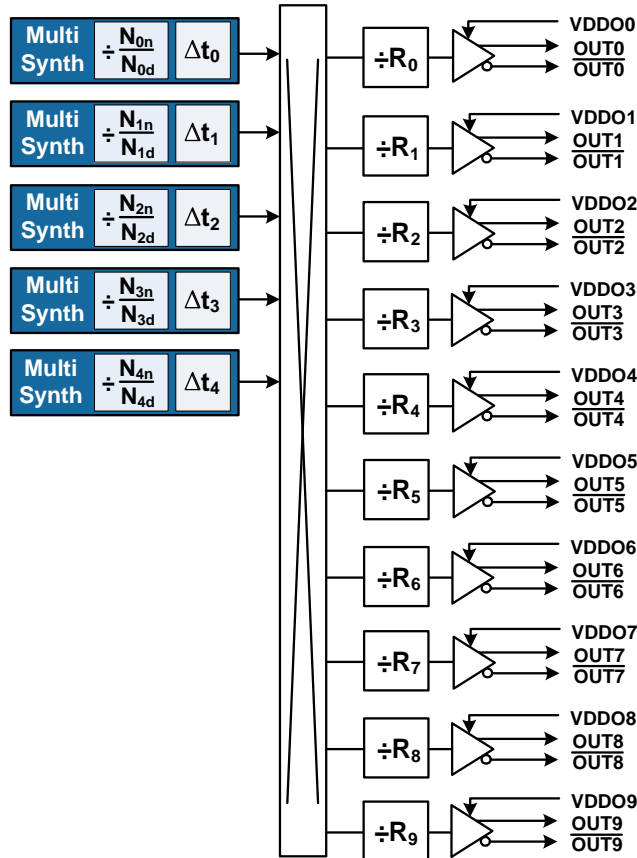 Multi Synth ÷ N0n N0d Δt0
Multi Synth ÷ N1n N1d Δt1
Multi Synth ÷ N2n N2d Δt2
Multi Synth ÷ N3n N3d Δt3
Multi Synth ÷ N4n N4d Δt4
÷R0
VDDO0
OUT0
OUT0
÷R1
VDDO1
OUT1
OUT1
÷R2
VDDO2
OUT2
OUT2
÷R3
VDDO3
OUT3
OUT3
÷R4
VDDO4
OUT4
OUT4
÷R5
VDDO5
OUT5
OUT5
÷R6
VDDO6
OUT6
OUT6
÷R7
VDDO7
OUT7
OUT7
÷R8
VDDO8
OUT8
OUT8
÷R9
VDDO9
OUT9
OUT9